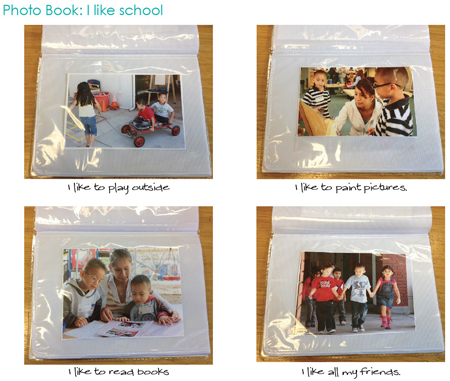 Photo Book: I like school
I like to play outside
I like to paint pictures.
I like to read books
I like all my friends.